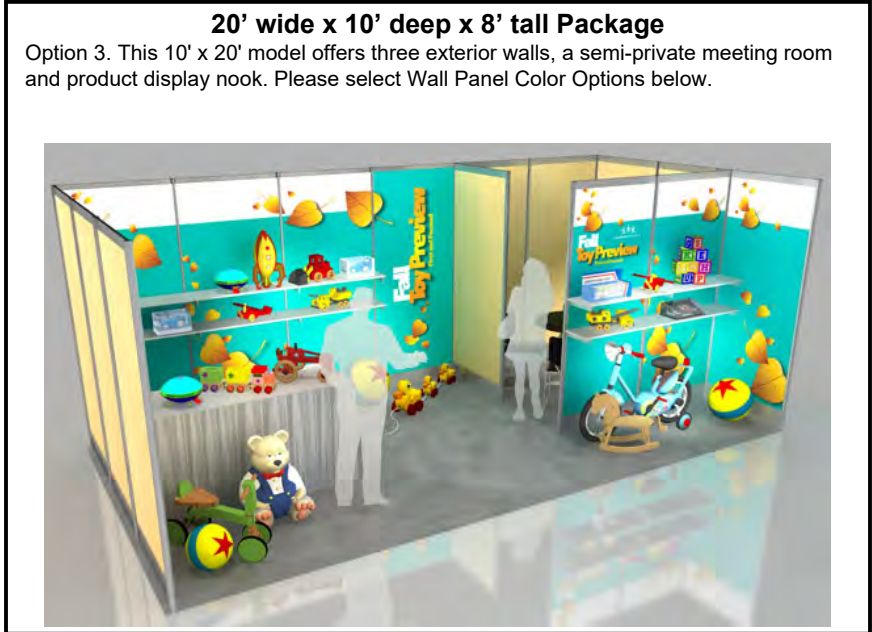 20’ wide x 10’ deep x 8’ tall Package
Option 3. This 10' x 20' model offers three exterior walls, a semi-private meeting room
and product display nook. Please select Wall Panel Color Options below.
Fall
Toy Preview
Fall
Toy Preview